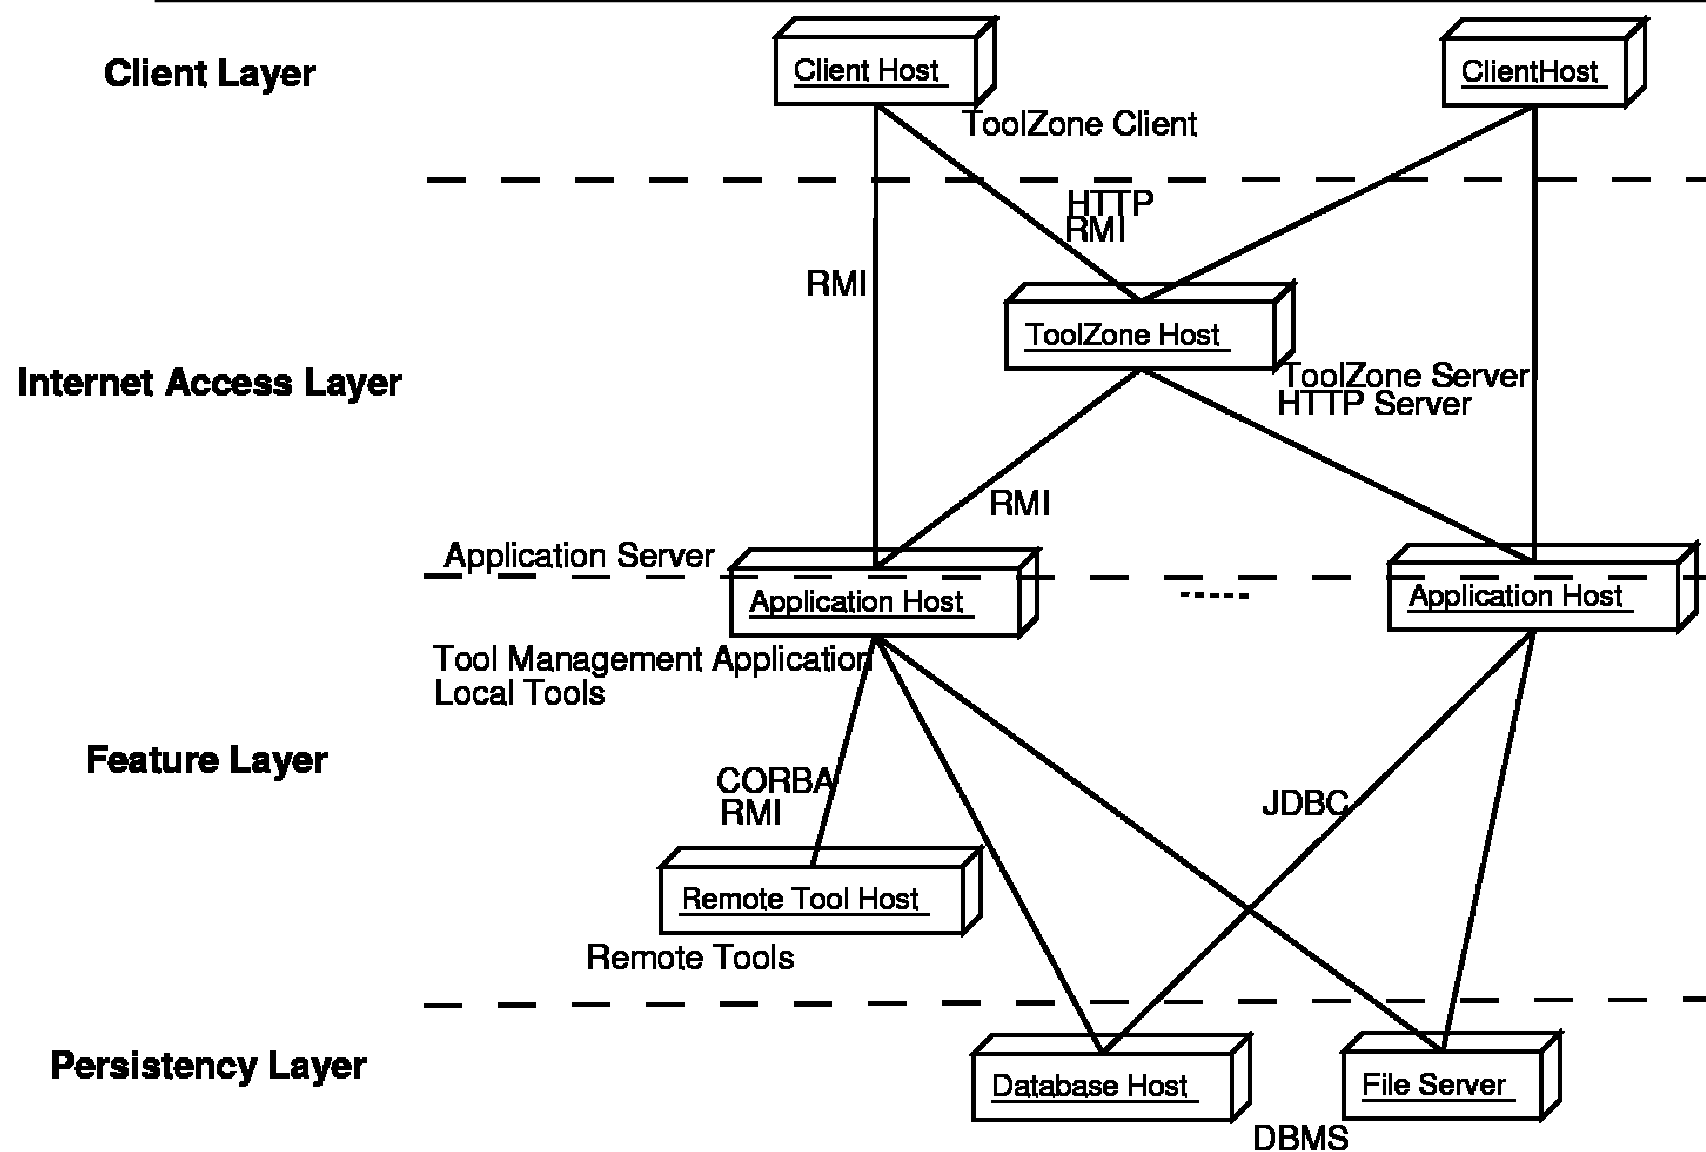 Client Layer
Client Host
ClientHost
ToolZone Client
HTTP
RMI
RMI
ToolZone Host
Internet Access Layer
ToolZone Server
HTTP Server
RMI
Application Server
Application Host
Application Host
Tool Management Application
Local Tools
Feature Layer
CORBA
RMI
JDBC
Remote Tool Host
Remote Tools
Persistency Layer
Database Host
File Server
DBMS